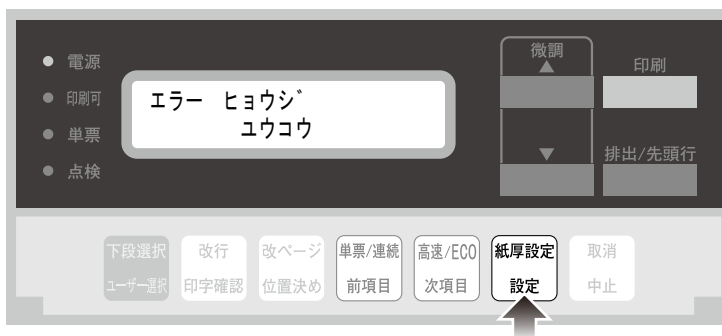 電源
印刷可
単票
点検
エラー ヒョウジ
ユウコウ
微調
印刷
排出/先頭行
下段選択
ユーザー選択
改行
印字確認
改ページ
位置決め
単票/連続
前項目
高速/ECO
次項目
紙厚設定
設定
取消
中止